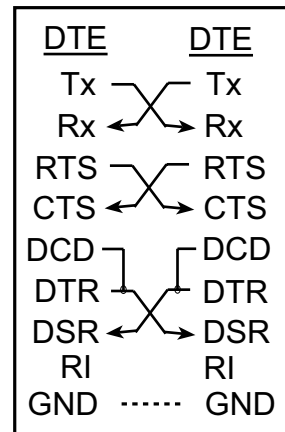 DTE DTE
Tx Tx
Rx Rx
RTS RTS
CTS CTS
DCD DCD
DTR DTR
DSR DSR
RI RI
GND GND